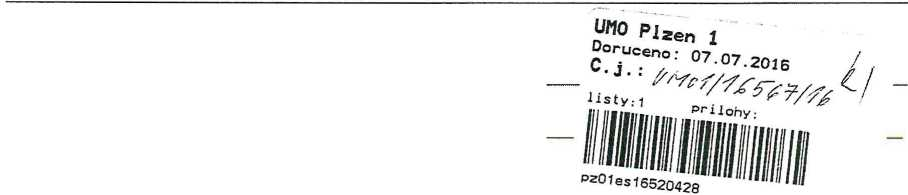 UMO Plzen 1
Doruceno: 07.07.2016
C.j.: UMO1/16567/16
listy:1 prilohy:
pz01es16520428